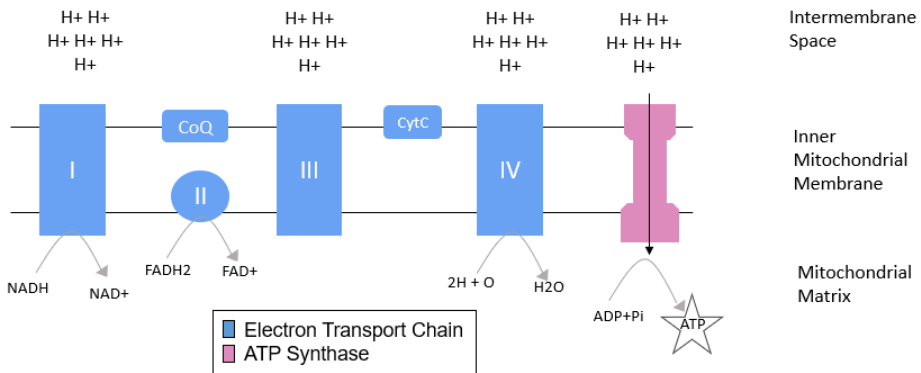 H+ H+
H+ H+ H+
H+
H+ H+
H+ H+ H+
H+
H+ H+
H+ H+ H+
H+
H+ H+
H+ H+ H+
H+
Intermembrane
Space
I
CoQ
II
III
CytC
IV
Inner
Mitochondrial
Membrane
NADH
NAD+
FADH2
FAD+
2H + O
H2O
ADP+Pi
ATP
Mitochondrial
Matrix
Electron Transport Chain
ATP Synthase